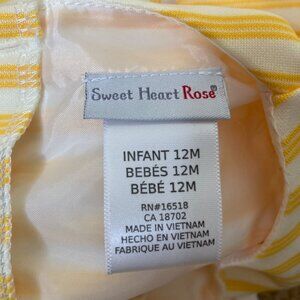 Sweet Heart Rose®
INFANT 12M
BEBÉS 12M
BÉBÉ 12M
RN#16518
CA 18702
MADE IN VIETNAM
HECHO EN VIETNAM
FABRIQUE AU VIETNAM